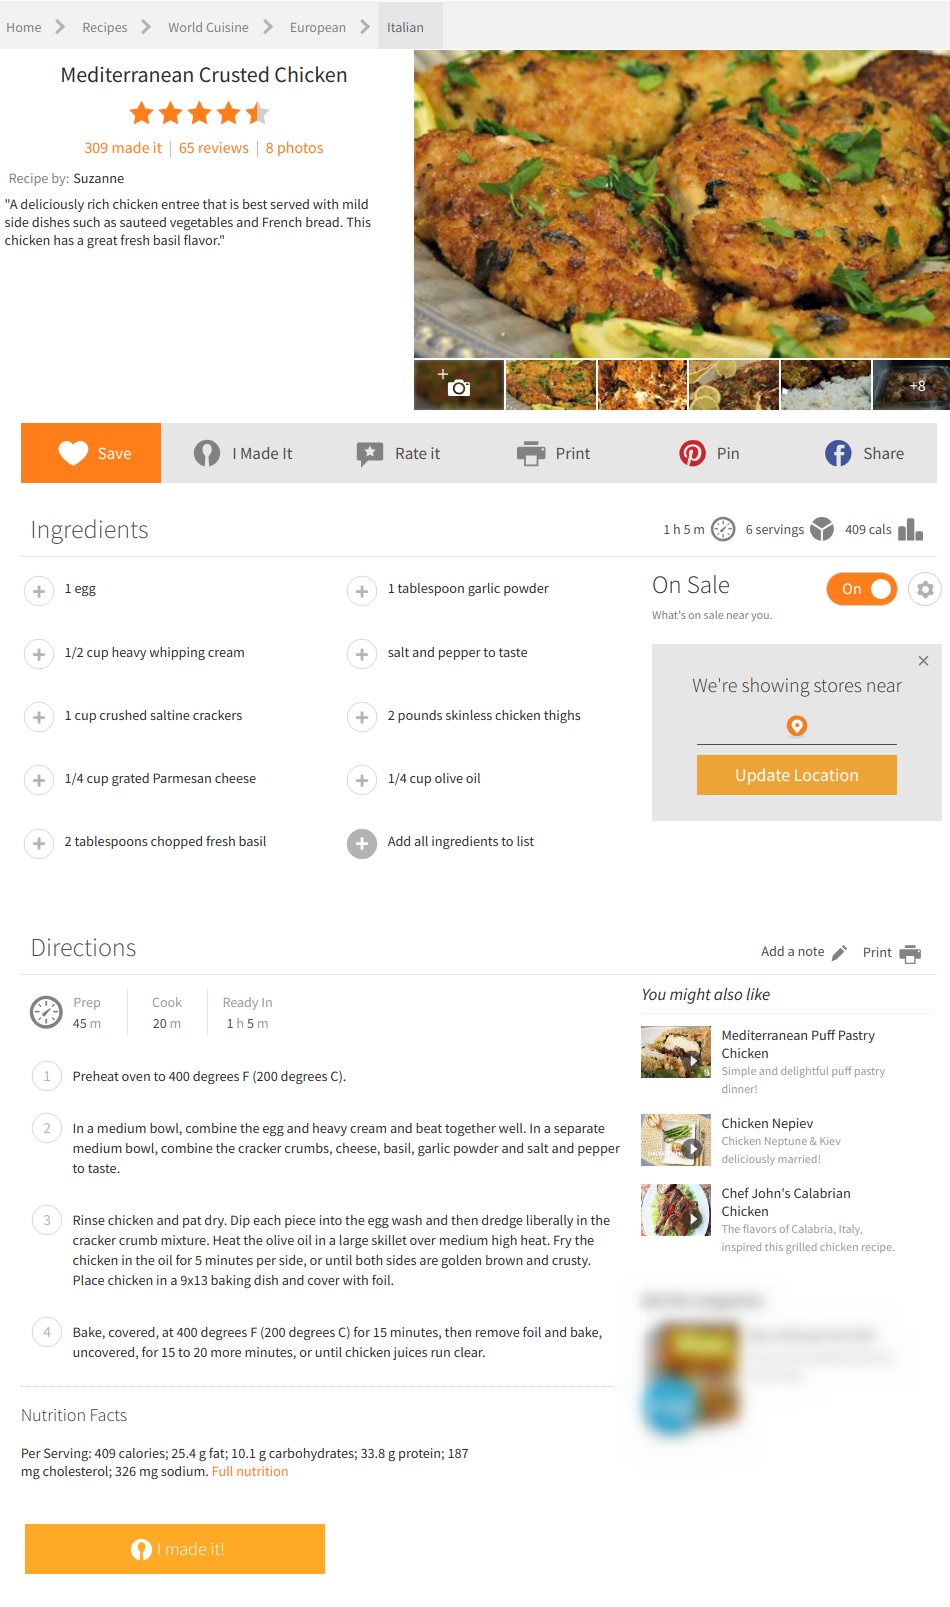 Home
Recipes
World Cuisine
European
Italian
Mediterranean Crusted Chicken
309 made it | 65 reviews | 8 photos
Recipe by: Suzanne
"A deliciously rich chicken entree that is best served with mild
side dishes such as sauteed vegetables and French bread. This
chicken has a great fresh basil flavor."
+8
Save
I Made It
Rate it
Print
Pin
Share
Ingredients
1 h 5 m
6 servings
409 cals
1 egg
1/2 cup heavy whipping cream
1 cup crushed saltine crackers
1/4 cup grated Parmesan cheese
2 tablespoons chopped fresh basil
1 tablespoon garlic powder
salt and pepper to taste
2 pounds skinless chicken thighs
1/4 cup olive oil
Add all ingredients to list
On Sale
On
What's on sale near you.
We're showing stores near
Update Location
Directions
Add a note
Print
Prep
45 m
Cook
20 m
Ready In
1 h 5 m
1
Preheat oven to 400 degrees F (200 degrees C).
2
In a medium bowl, combine the egg and heavy cream and beat together well. In a separate
medium bowl, combine the cracker crumbs, cheese, basil, garlic powder and salt and pepper
to taste.
3
Rinse chicken and pat dry. Dip each piece into the egg wash and then dredge liberally in the
cracker crumb mixture. Heat the olive oil in a large skillet over medium high heat. Fry the
chicken in the oil for 5 minutes per side, or until both sides are golden brown and crusty.
Place chicken in a 9x13 baking dish and cover with foil.
4
Bake, covered, at 400 degrees F (200 degrees C) for 15 minutes, then remove foil and bake,
uncovered, for 15 to 20 more minutes, or until chicken juices run clear.
You might also like
Mediterranean Puff Pastry
Chicken
Simple and delightful puff pastry
dinner!
Chicken Nepiev
Chicken Neptune & Kiev
deliciously married!
Chef John's Calabrian
Chicken
The flavors of Calabria, Italy,
inspired this grilled chicken recipe.
Nutrition Facts
Per Serving: 409 calories; 25.4 g fat; 10.1 g carbohydrates; 33.8 g protein; 187
mg cholesterol; 326 mg sodium. Full nutrition
I made it!